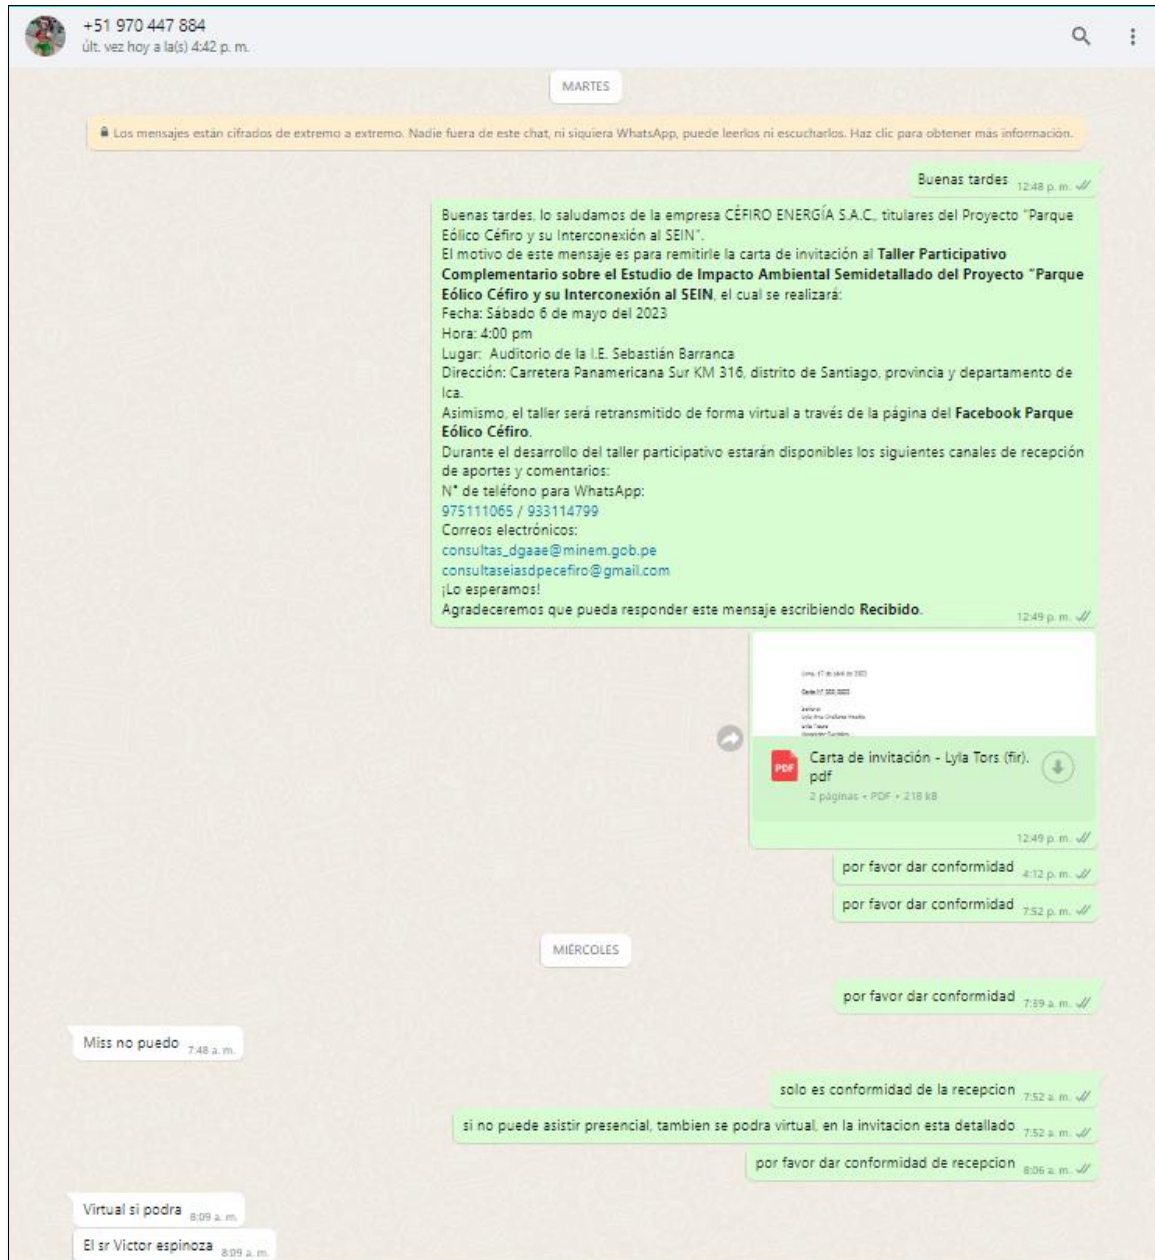 +51 970 447 884
últ. vez hoy a la(s) 4:42 p. m.
MARTES
Los mensajes están cifrados de extremo a extremo. Nadie fuera de este chat, ni siquiera WhatsApp, puede leerlos ni escucharlos. Haz clic para obtener más información.
Buenas tardes 12:48 p. m.
Buenas tardes, lo saludamos de la empresa CÉFIRO ENERGÍA S.A.C., titulares del Proyecto "Parque
Eólico Céfiro y su Interconexión al SEIN".
El motivo de este mensaje es para remitirle la carta de invitación al Taller Participativo
Complementario sobre el Estudio de Impacto Ambiental Semidetallado del Proyecto "Parque
Eólico Céfiro y su Interconexión al SEIN, el cual se realizará:
Fecha: Sábado 6 de mayo del 2023
Hora: 4:00 pm
Lugar: Auditorio de la I.E. Sebastián Barranca
Dirección: Carretera Panamericana Sur KM 316, distrito de Santiago, provincia y departamento de
Ica.
Asimismo, el taller será retransmitido de forma virtual a través de la página del Facebook Parque
Eólico Céfiro.
Durante el desarrollo del taller participativo estarán disponibles los siguientes canales de recepción
de aportes y comentarios:
N° de teléfono para WhatsApp:
975111065 / 933114799
Correos electrónicos:
consultas_dgaae@minem.gob.pe
consultaseiasdpecefiro@gmail.com
¡Lo esperamos!
Agradeceremos que pueda responder este mensaje escribiendo Recibido.
12:49 p. m.
PDF
Carta de invitación - Lyla Tors (fir).
pdf
2 páginas • PDF • 218 kB
12:49 p. m.
por favor dar conformidad 4:12 p. m.
por favor dar conformidad 7:52 p. m.
MIÉRCOLES
por favor dar conformidad 7:39 a. m.
Miss no puedo 7:48 a. m.
solo es conformidad de la recepcion 7:52 a. m.
si no puede asistir presencial, tambien se podra virtual, en la invitacion esta detallado 7:52 a. m.
por favor dar conformidad de recepcion 8:06 a. m.
Virtual si podra 8:09 a. m.
El sr Victor espinoza 8:09 a. m.